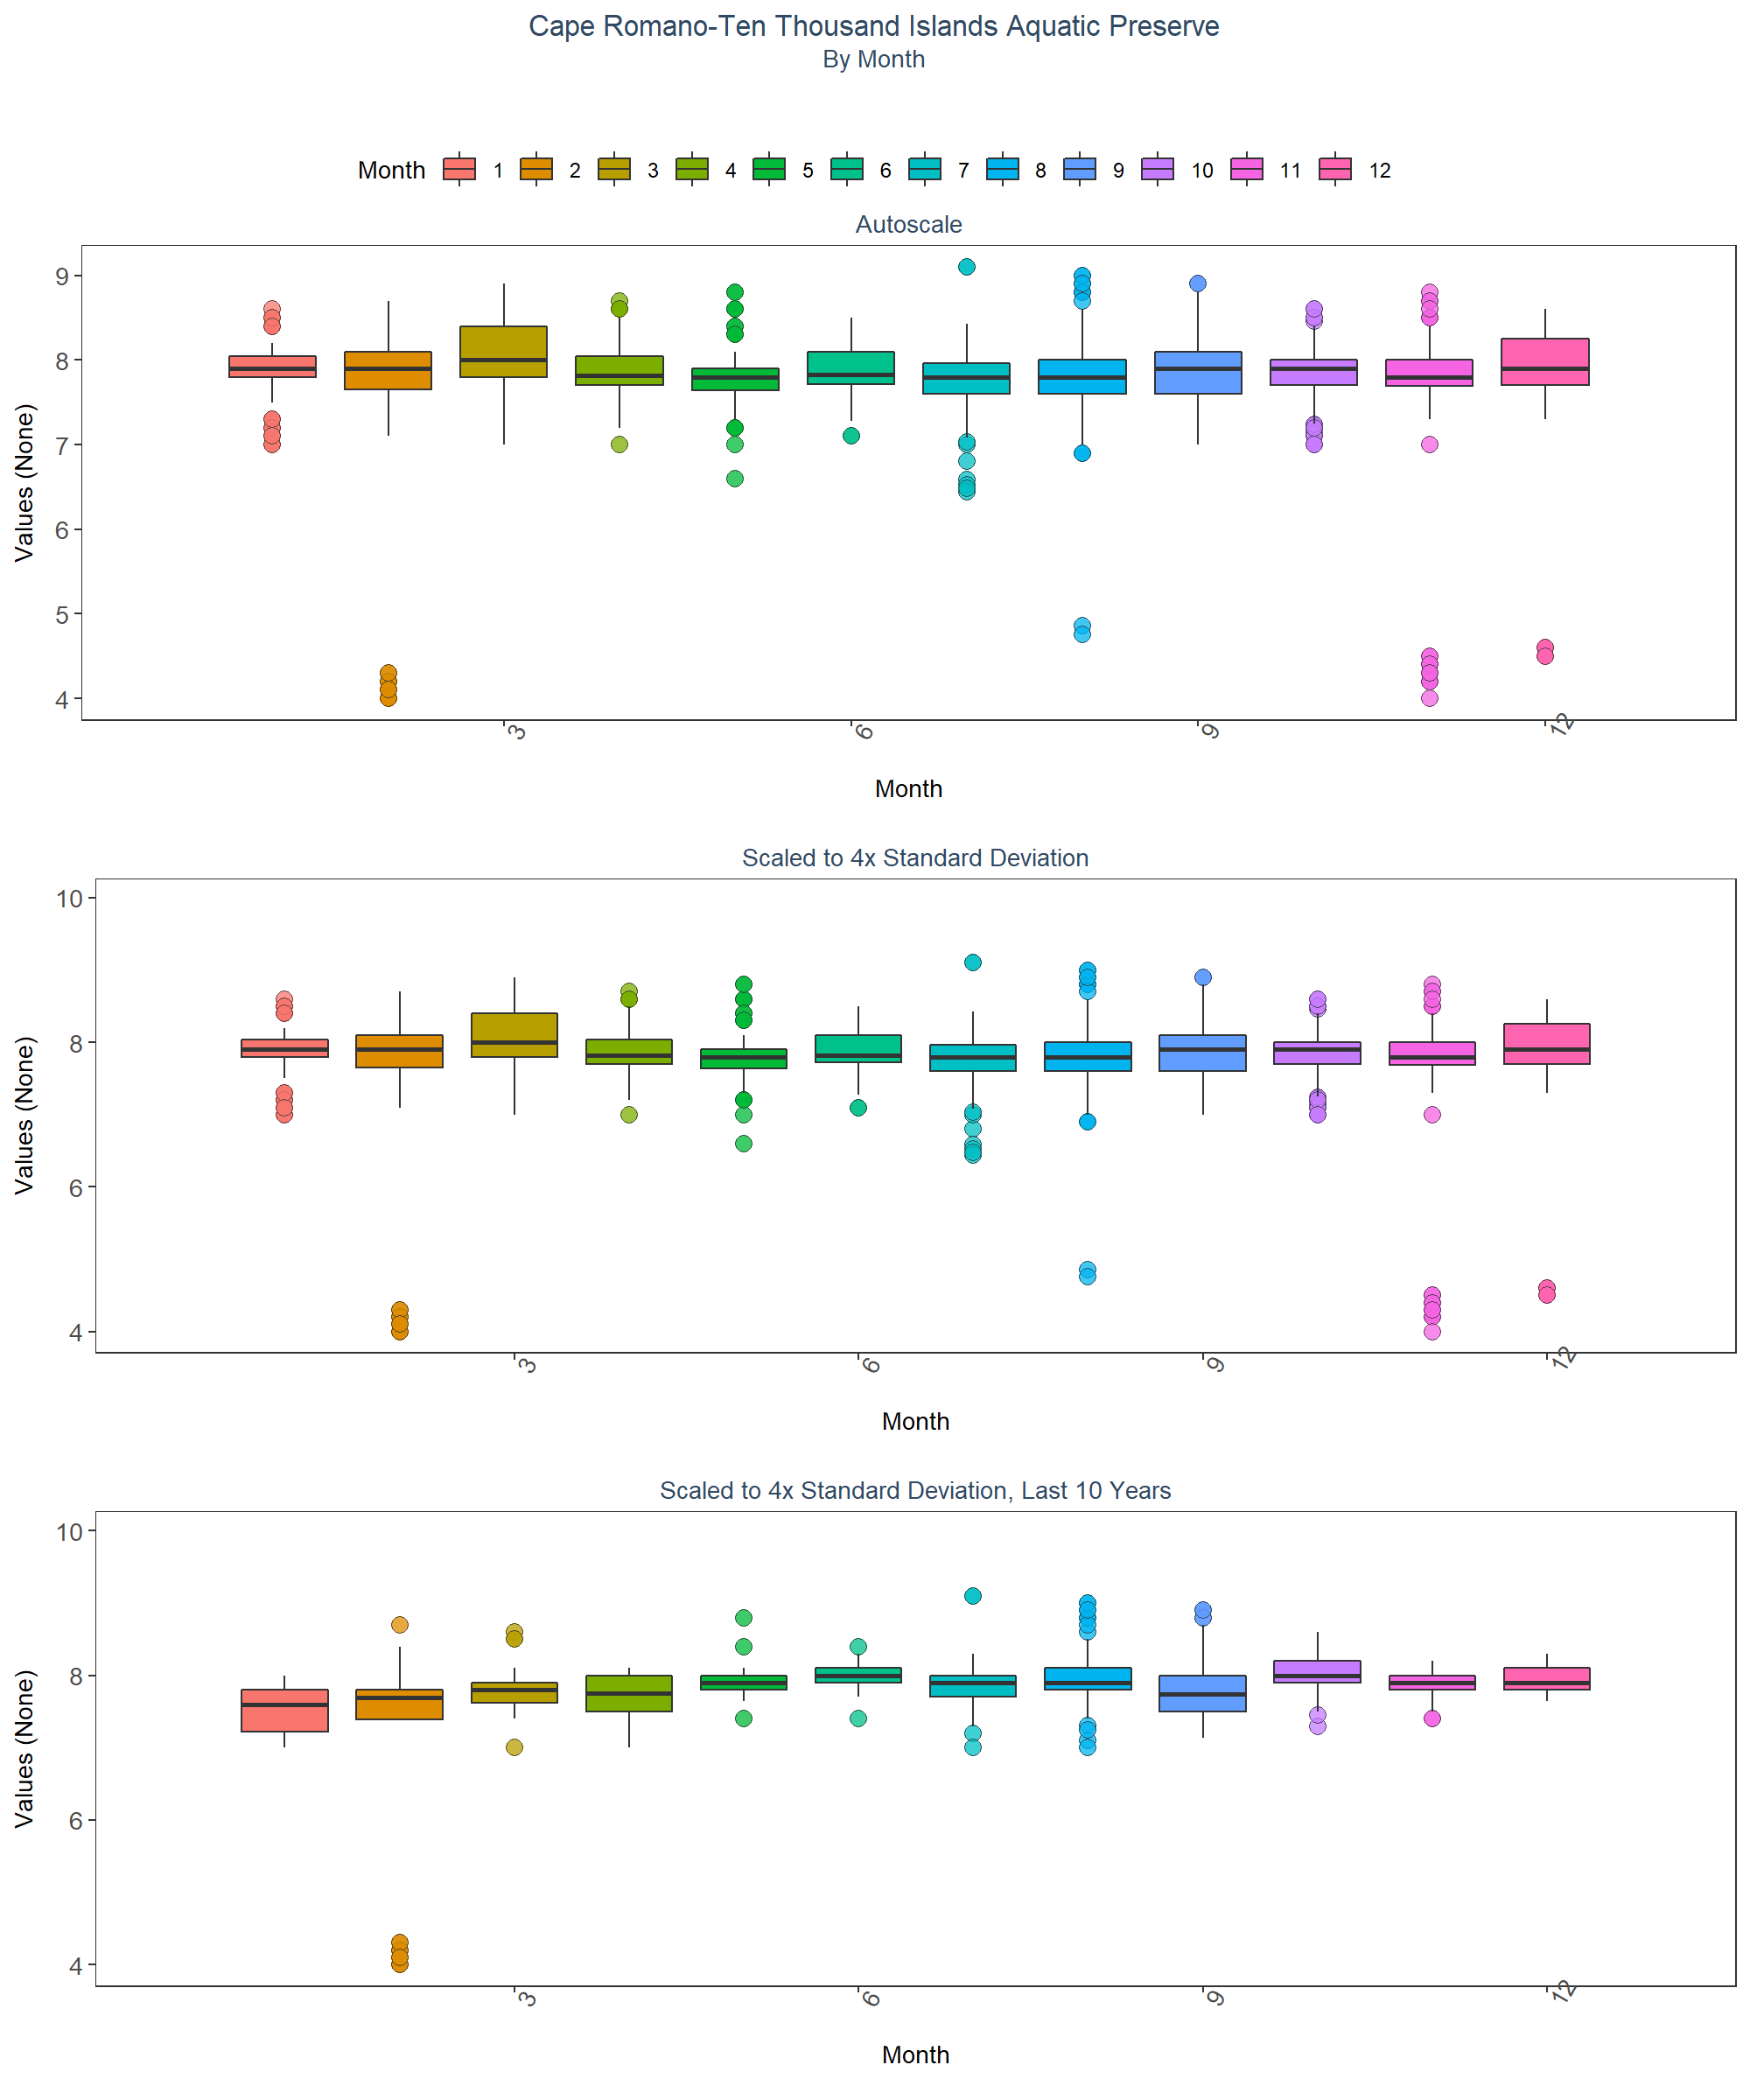 Cape Romano-Ten Thousand Islands Aquatic Preserve
By Month
Month 1 2 3 4 5 6 7 8 9 10 11 12
Autoscale
Values (None)
9
8
7
6
5
4
3 6 9 12
Month
Scaled to 4x Standard Deviation
Values (None)
10
8
6
4
3 6 9 12
Month
Scaled to 4x Standard Deviation, Last 10 Years
Values (None)
10
8
6
4
3 6 9 12
Month